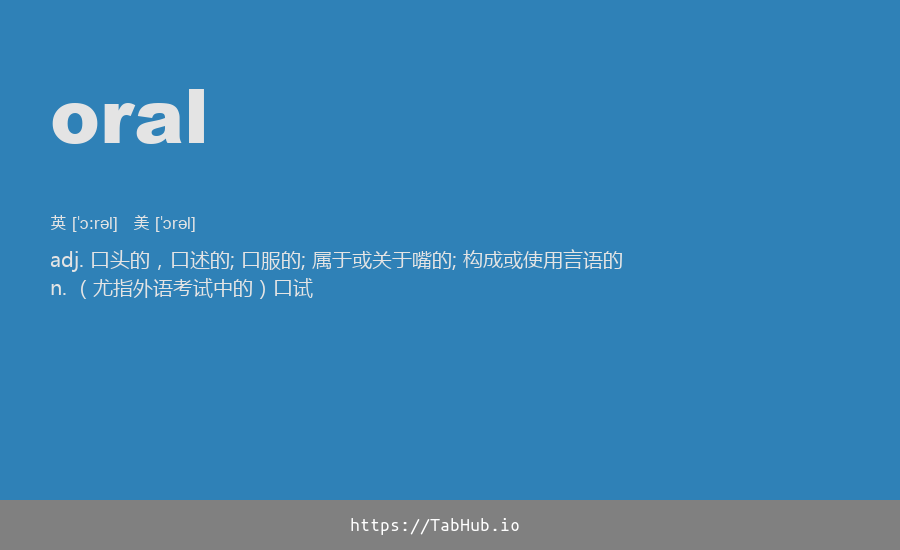 oral
英 [ˈɔːrəl] 美 [ˈɔrəl]
adj. 口头的，口述的; 口服的; 属于或关于嘴的; 构成或使用言语的
n. （尤指外语考试中的）口试
https://TabHub.io